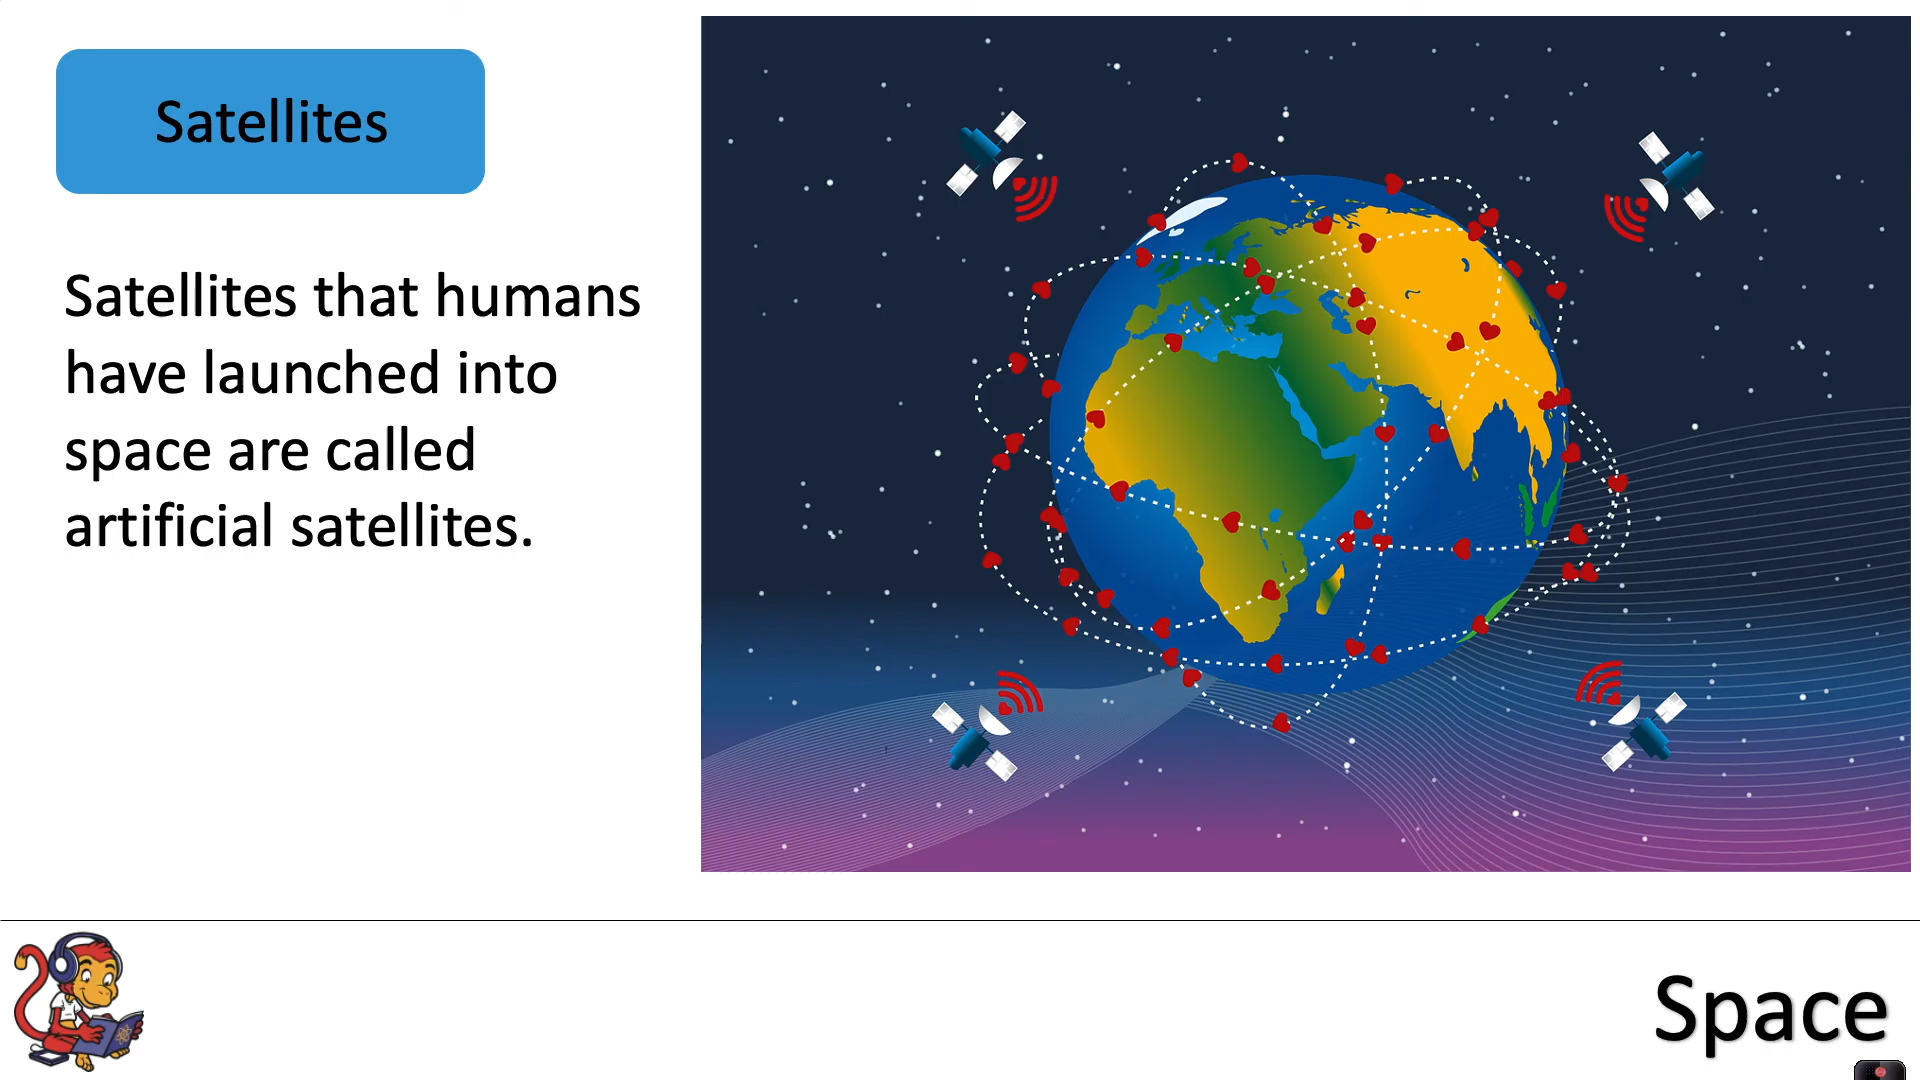 Satellites
Satellites that humans
have launched into
space are called
artificial satellites.
Space